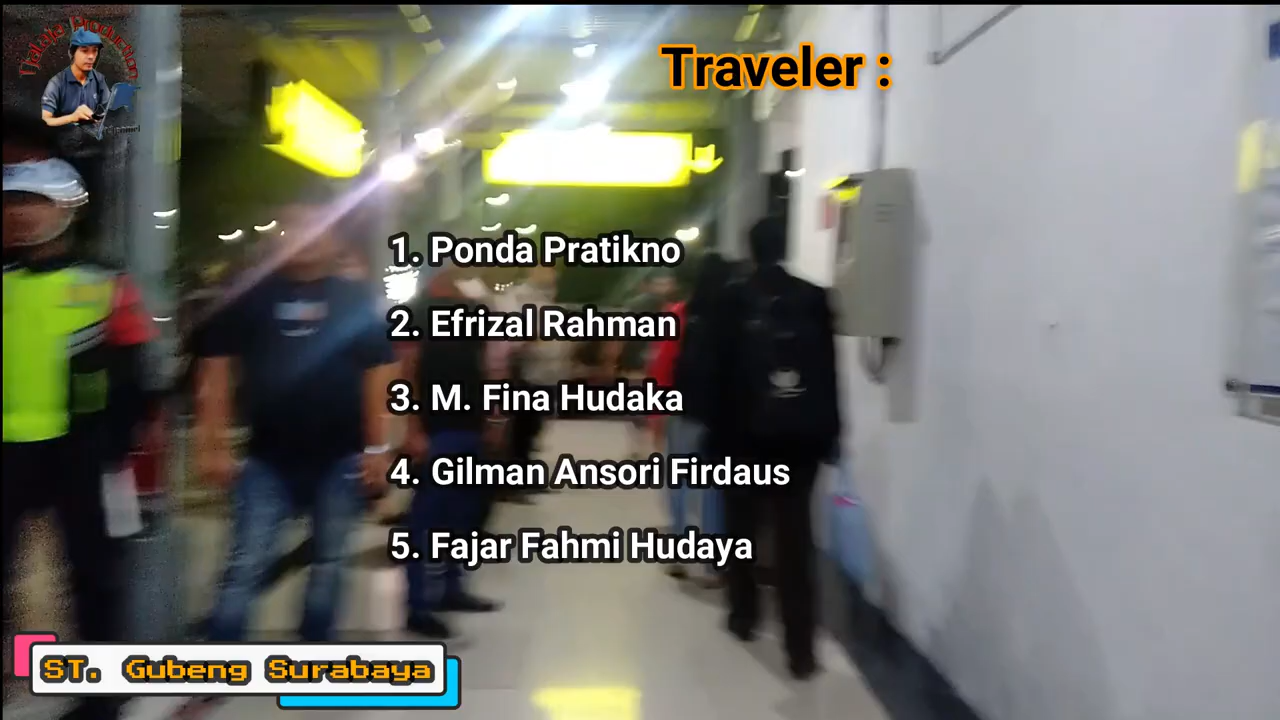 Traveler :
1. Ponda Pratikno
2. Efrizal Rahman
3. M. Fina Hudaka
4. Gilman Ansori Firdaus
5. Fajar Fahmi Hudaya
ST. Gubeng Surabaya